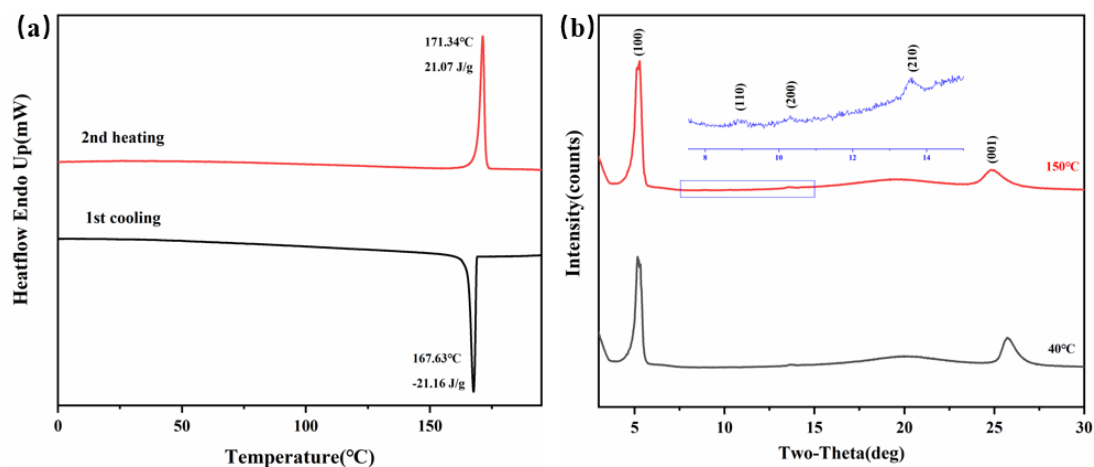 (a)
171.34℃
21.07 J/g
2nd heating
1st cooling
167.63℃
-21.16 J/g
Heatflow Endo Up(mW)
0 50 100 150
Temperature(℃)
(b)
(100)
(110)
(200)
(210)
8 10 12 14
(001)
150℃
40℃
Intensity(counts)
5 10 15 20 25 30
Two-Theta(deg)